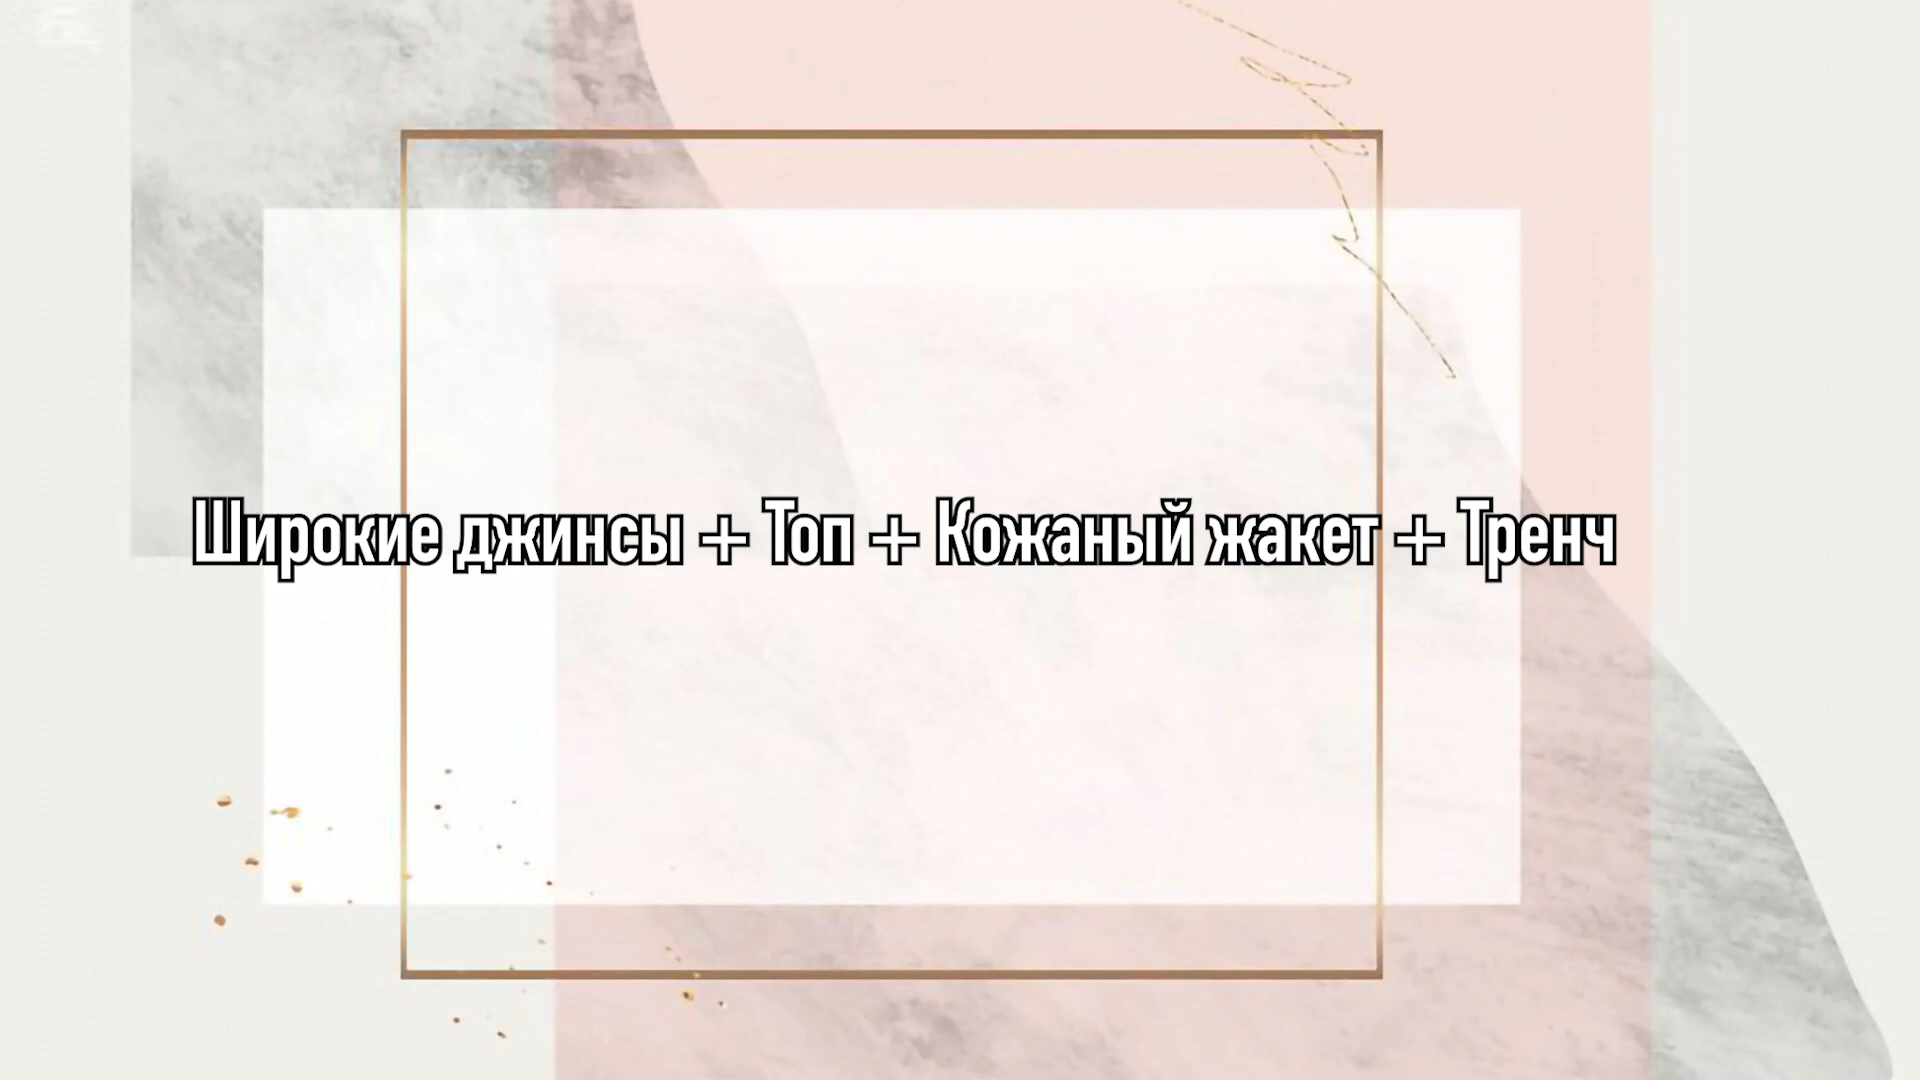 Широкие джинсы + Топ + Кожаный жакет + Тренч